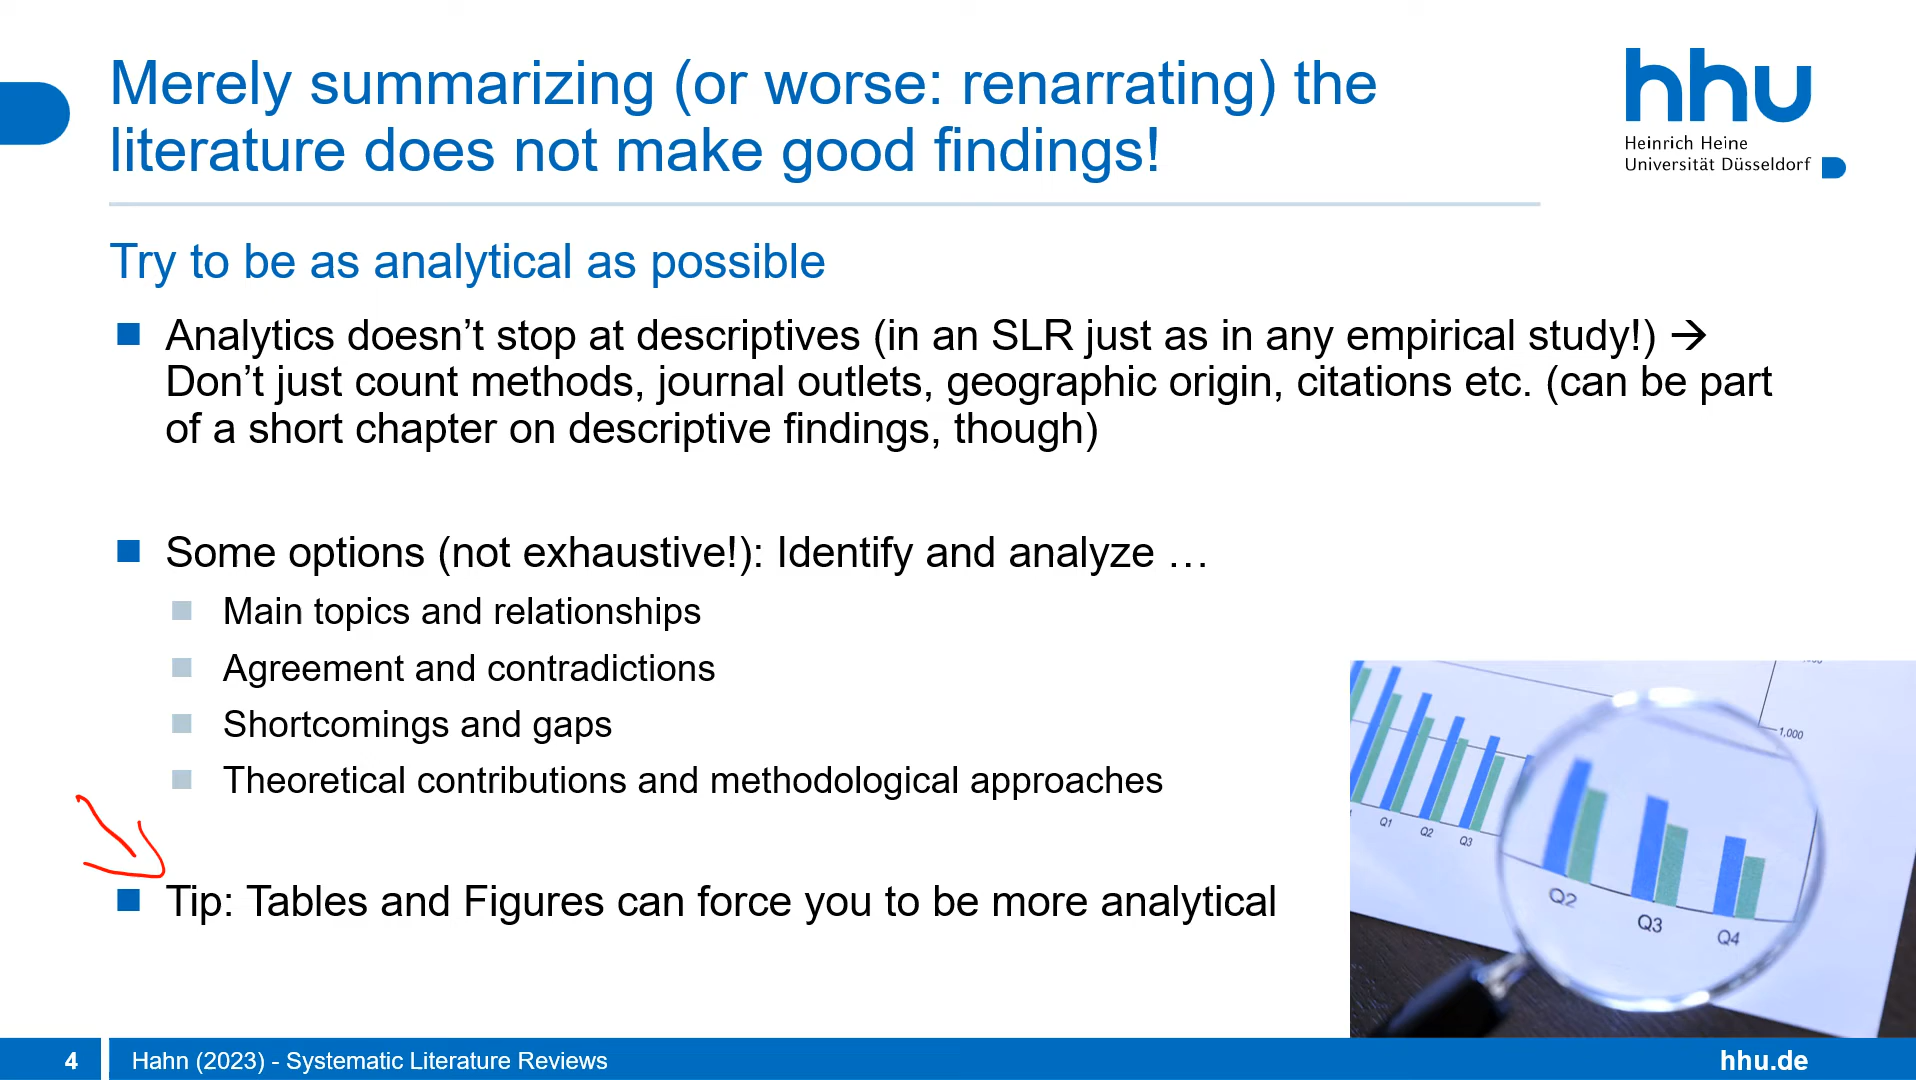 Merely summarizing (or worse: renarrating) the
literature does not make good findings!
hhu
Heinrich Heine
Universität Düsseldorf
Try to be as analytical as possible
Analytics doesn’t stop at descriptives (in an SLR just as in any empirical study!) →
Don’t just count methods, journal outlets, geographic origin, citations etc. (can be part
of a short chapter on descriptive findings, though)
Some options (not exhaustive!): Identify and analyze …
Main topics and relationships
Agreement and contradictions
Shortcomings and gaps
Theoretical contributions and methodological approaches
Tip: Tables and Figures can force you to be more analytical
1,000
Q1 Q2 Q3
Q2 Q3 Q4
4 Hahn (2023) - Systematic Literature Reviews hhu.de